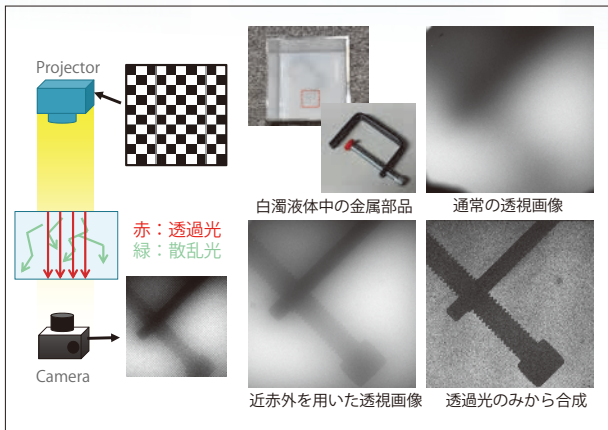 Projector
赤：透過光
緑：散乱光
Camera
白濁液体中の金属部品
通常の透視画像
近赤外を用いた透視画像
透過光のみから合成